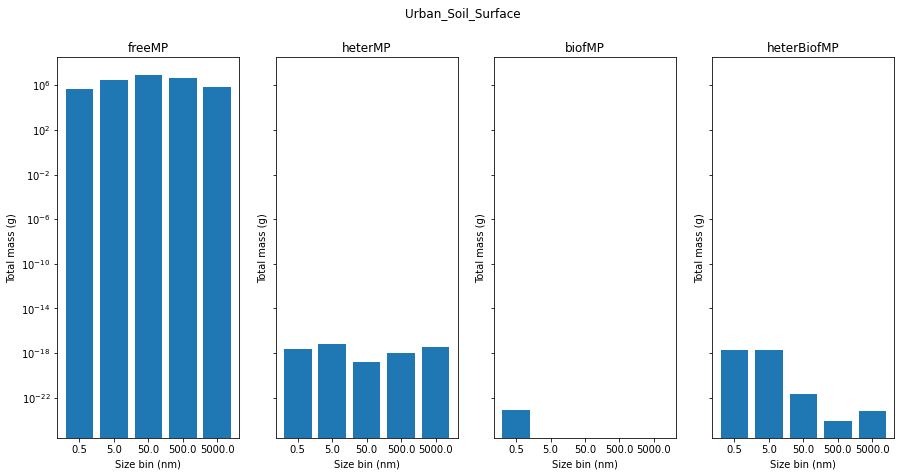 Urban_Soil_Surface
freeMP
heterMP
biofMP
heterBiofMP
10^6
10^2
10^−2
10^−6
10^−10
10^−14
10^−18
10^−22
Total mass (g)
Total mass (g)
Total mass (g)
Total mass (g)
0.5 5.0 50.0 500.0 5000.0
0.5 5.0 50.0 500.0 5000.0
0.5 5.0 50.0 500.0 5000.0
0.5 5.0 50.0 500.0 5000.0
Size bin (nm)
Size bin (nm)
Size bin (nm)
Size bin (nm)